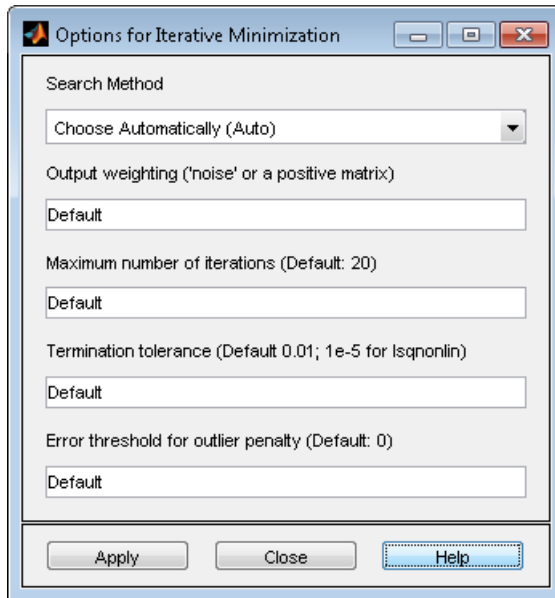 Options for Iterative Minimization
Search Method
Choose Automatically (Auto)
Output weighting ('noise' or a positive matrix)
Default
Maximum number of iterations (Default: 20)
Default
Termination tolerance (Default 0.01; 1e-5 for lsqnonlin)
Default
Error threshold for outlier penalty (Default: 0)
Default
Apply Close Help